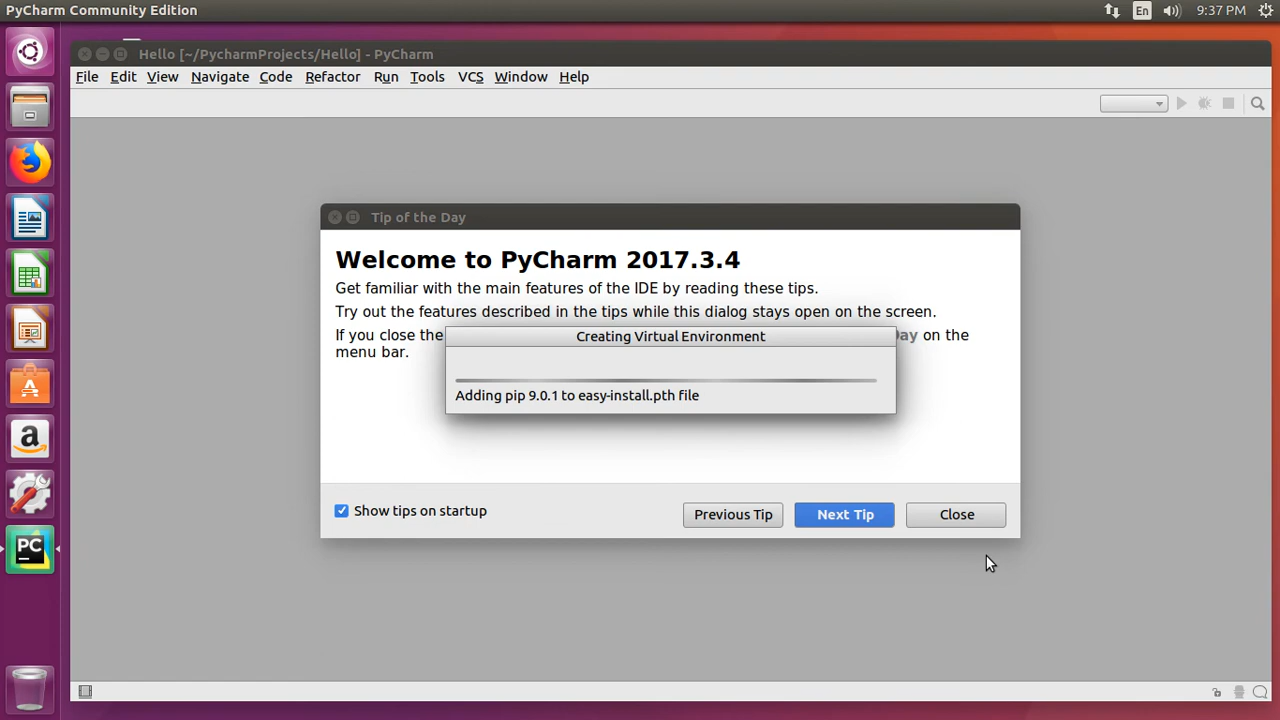 PyCharm Community Edition
En
9:37 PM
Hello [~/PycharmProjects/Hello] - PyCharm
File Edit View Navigate Code Refactor Run Tools VCS Window Help
Tip of the Day
Welcome to PyCharm 2017.3.4
Get familiar with the main features of the IDE by reading these tips.
Try out the features described in the tips while this dialog stays open on the screen.
If you close the
on the
menu bar.
Creating Virtual Environment
Adding pip 9.0.1 to easy-install.pth file
Show tips on startup
Previous Tip
Next Tip
Close
PC